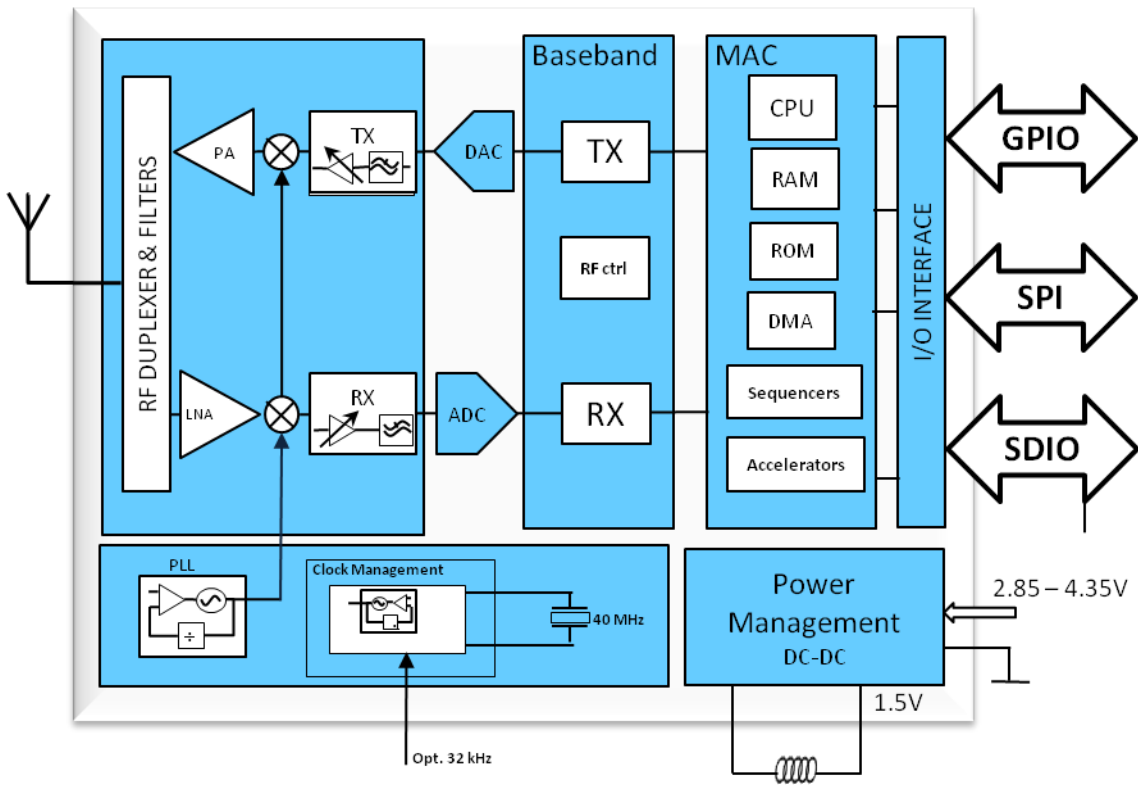 Baseband
MAC
RF DUPLEXER & FILTERS
PA
TX
DAC
TX
CPU
RAM
ROM
DMA
Sequencers
Accelerators
RF ctrl
LNA
RX
ADC
RX
I/O INTERFACE
GPIO
SPI
SDIO
PLL
÷
Clock Management
40 MHz
Opt. 32 kHz
Power
Management
DC-DC
2.85 – 4.35V
1.5V